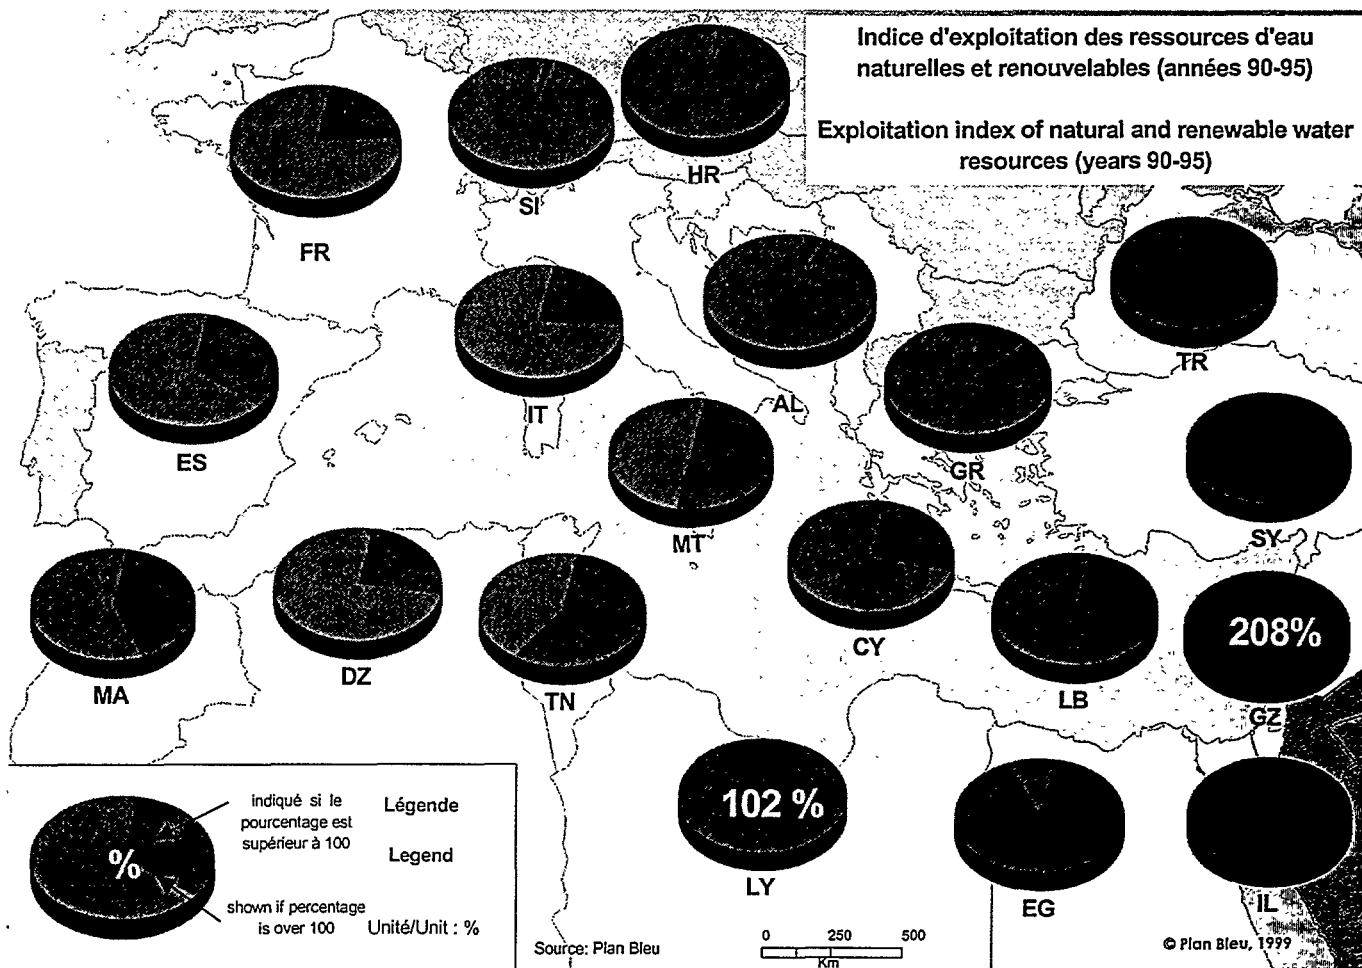 Indice d'exploitation des ressources d'eau
naturelles et renouvelables (années 90-95)
Exploitation index of natural and renewable water
resources (years 90-95)
HR
SI
FR
TR
IT
AL
ES
GR
SY
MT
CY
DZ
MA
TN
LB
208%
GZ
102 %
LY
EG
IL
indiqué si le
pourcentage est
supérieur à 100
Légende
Legend
%
shown if percentage
is over 100
Unité/Unit : %
Source: Plan Bleu
0 250 500
Km
© Plan Bleu, 1999